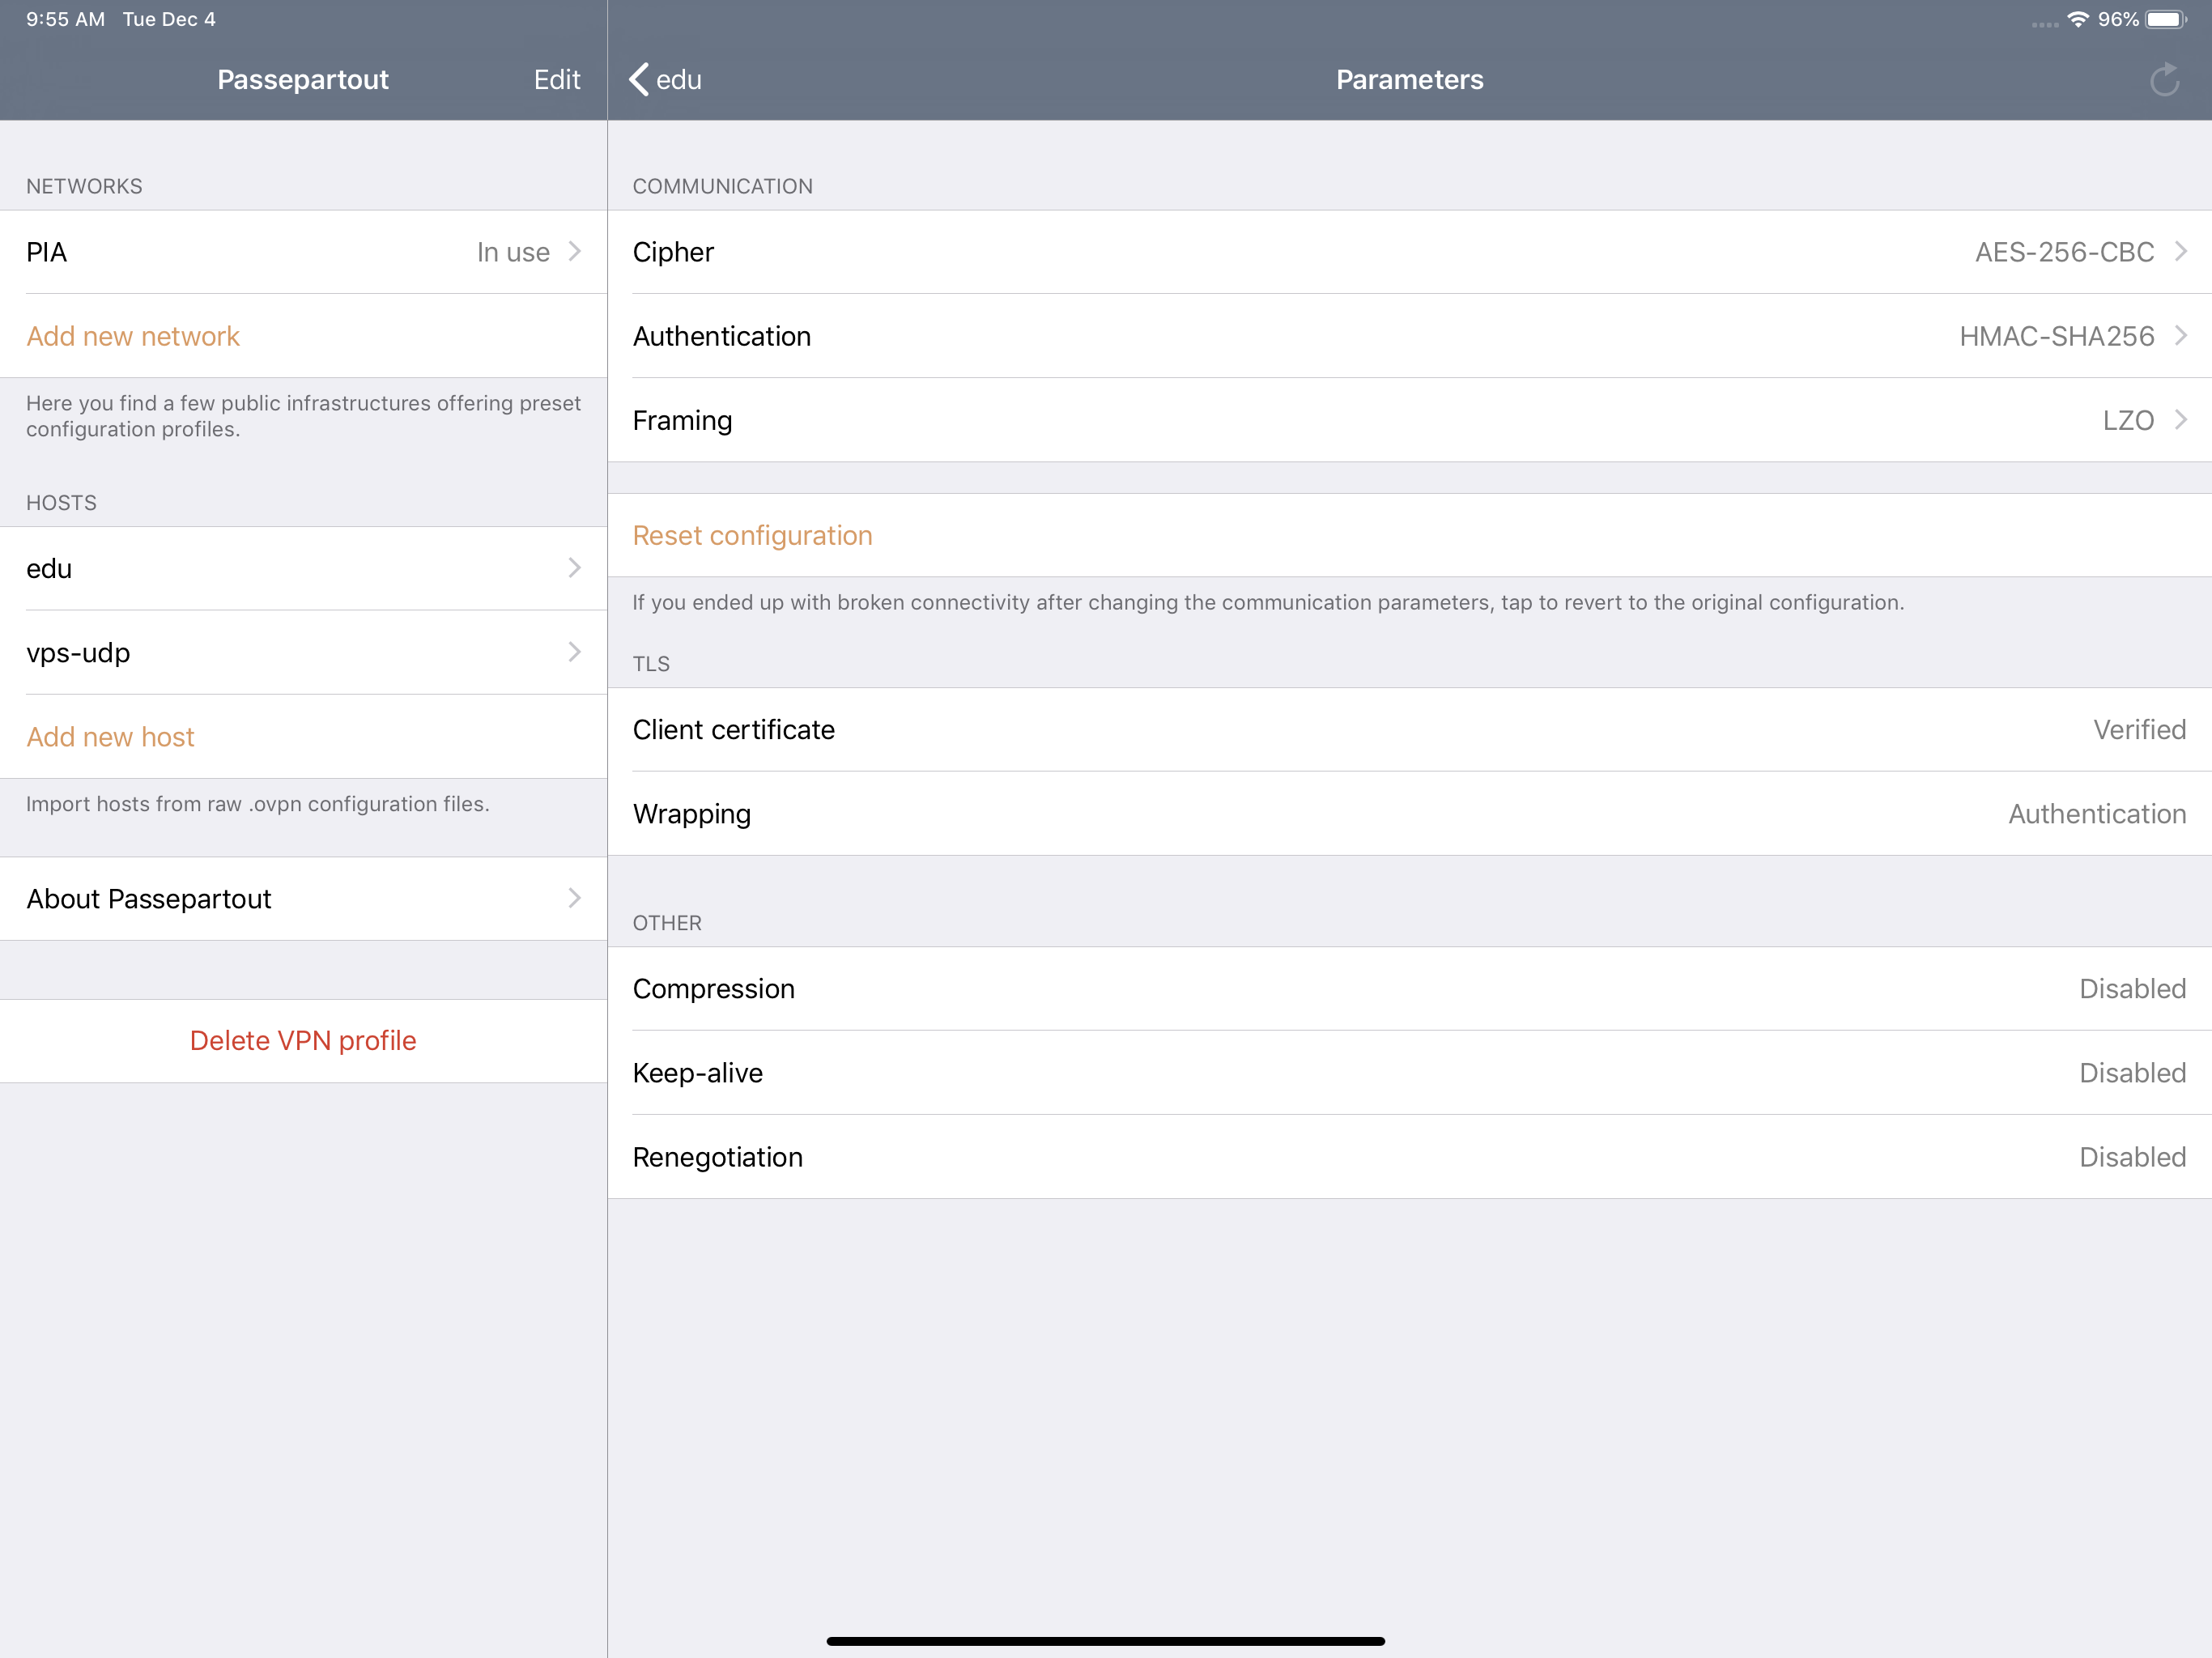 9:55 AM Tue Dec 4
96%
Passepartout
Edit
NETWORKS
PIA
In use
Add new network
Here you find a few public infrastructures offering preset
configuration profiles.
HOSTS
edu
vps-udp
Add new host
Import hosts from raw .ovpn configuration files.
About Passepartout
Delete VPN profile
edu
Parameters
COMMUNICATION
Cipher
AES-256-CBC
Authentication
HMAC-SHA256
Framing
LZO
Reset configuration
If you ended up with broken connectivity after changing the communication parameters, tap to revert to the original configuration.
TLS
Client certificate
Verified
Wrapping
Authentication
OTHER
Compression
Disabled
Keep-alive
Disabled
Renegotiation
Disabled